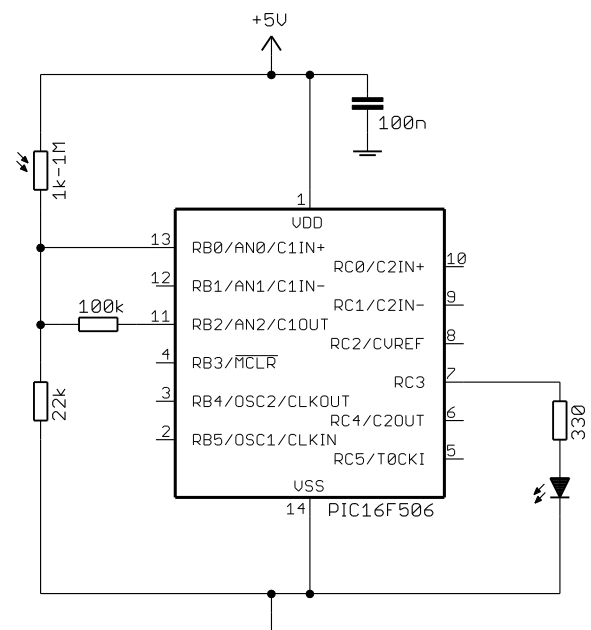 +5V
100n
1k-1M
1
VDD
13
RB0/AN0/C1IN+
10
RC0/C2IN+
12
RB1/AN1/C1IN-
9
RC1/C2IN-
100k
11
RB2/AN2/C1OUT
8
RC2/CVREF
4
RB3/MCLR
7
RC3
22k
3
RB4/OSC2/CLKOUT
330
6
RC4/C2OUT
2
RB5/OSC1/CLKIN
5
RC5/T0CKI
VSS
14
PIC16F506